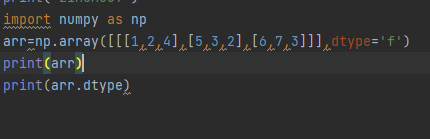 import numpy as np
arr=np.array([[[1,2,4],[5,3,2],[6,7,3]]],dtype='f')
print(arr)
print(arr.dtype)